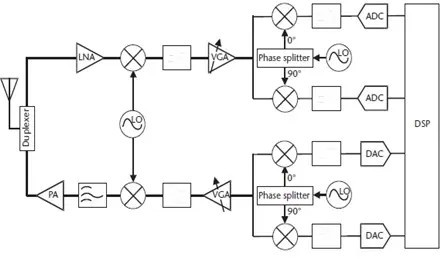 ADC
LNA
VGA
0°
Phase splitter
LO
90°
ADC
LO
Duplexer
DSP
DAC
0°
PA
VGA
Phase splitter
LO
90°
DAC